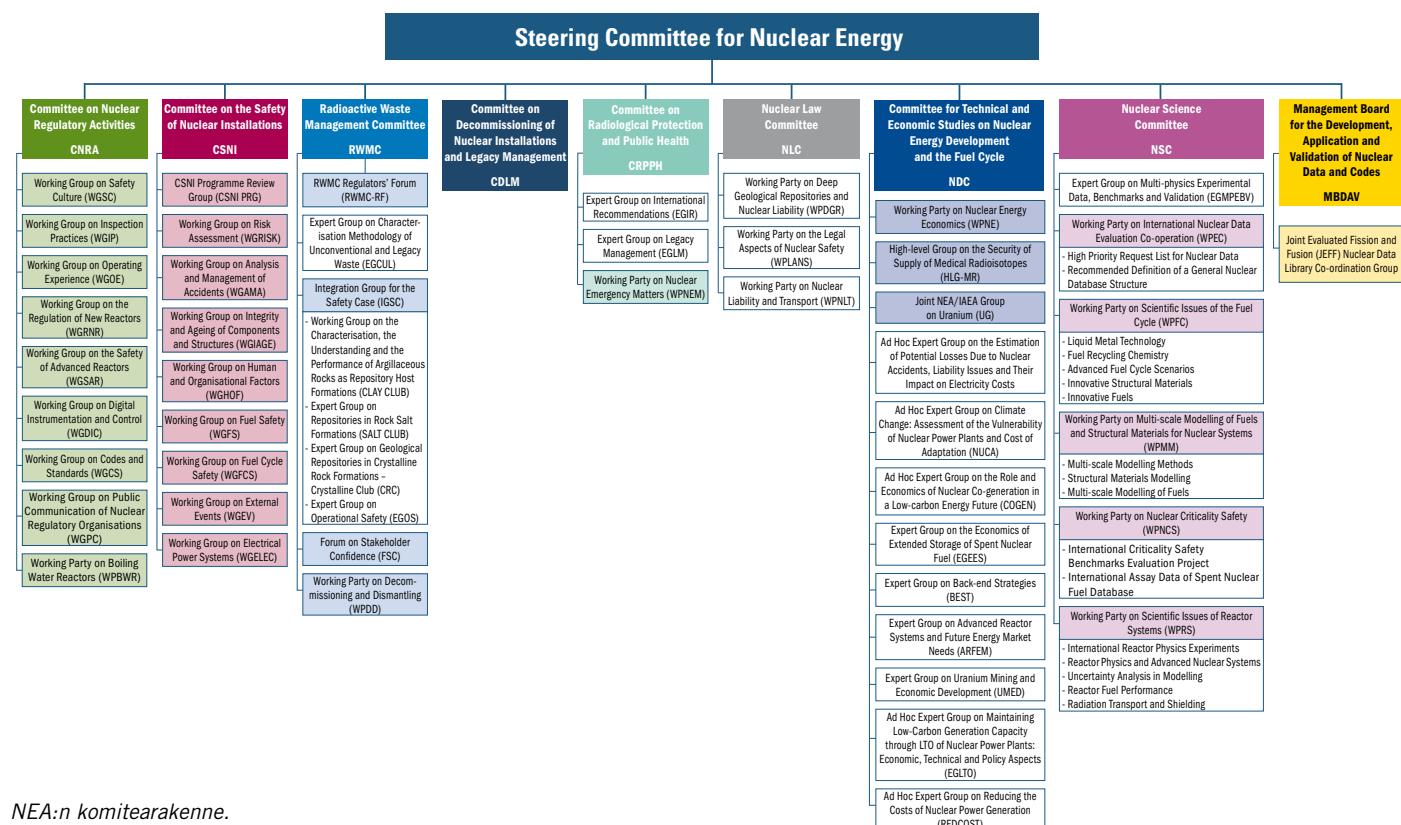 Steering Committee for Nuclear Energy
Committee on Nuclear
Regulatory Activities
CNRA
Working Group on Safety
Culture (WGSC)
Working Group on Inspection
Practices (WGIP)
Working Group on Operating
Experience (WGOE)
Working Group on the
Regulation of New Reactors
(WGRNR)
Working Group on the Safety
of Advanced Reactors
(WGSAR)
Working Group on Digital
Instrumentation and Control
(WGDIC)
Working Group on Codes and
Standards (WGCS)
Working Group on Public
Communication of Nuclear
Regulatory Organisations
(WGPC)
Working Party on Boiling
Water Reactors (WPBWR)
Committee on the Safety
of Nuclear Installations
CSNI
CSNI Programme Review
Group (CSNI PRG)
Working Group on Risk
Assessment (WGRISK)
Working Group on Analysis
and Management of
Accidents (WGAMA)
Working Group on Integrity
and Ageing of Components
and Structures (WGIAGE)
Working Group on Human
and Organisational Factors
(WGHOF)
Working Group on Fuel Safety
(WGFS)
Working Group on Fuel Cycle
Safety (WGFCS)
Working Group on External
Events (WGEV)
Working Group on Electrical
Power Systems (WGELEC)
Radioactive Waste
Management Committee
RWMC
RWMC Regulators' Forum
(RWMC-RF)
Expert Group on Character-
isation Methodology of
Unconventional and Legacy
Waste (EGCUL)
Integration Group for the
Safety Case (IGSC)
- Working Group on the
Characterisation, the
Understanding and the
Performance of Argillaceous
Rocks as Repository Host
Formations (CLAY CLUB)
- Expert Group on
Repositories in Rock Salt
Formations (SALT CLUB)
- Expert Group on Geological
Repositories in Crystalline
Rock Formations –
Crystalline Club (CRC)
- Expert Group on
Operational Safety (EGOS)
Forum on Stakeholder
Confidence (FSC)
Working Party on Decom-
missioning and Dismantling
(WPDD)
Committee on
Decommissioning of
Nuclear Installations
and Legacy Management
CDLM
Committee on
Radiological Protection
and Public Health
CRPPH
Expert Group on International
Recommendations (EGIR)
Expert Group on Legacy
Management (EGLM)
Working Party on Nuclear
Emergency Matters (WPNEM)
Nuclear Law
Committee
NLC
Working Party on Deep
Geological Repositories and
Nuclear Liability (WPDGR)
Working Party on the Legal
Aspects of Nuclear Safety
(WPLANS)
Working Party on Nuclear
Liability and Transport (WPNLT)
Committee for Technical and
Economic Studies on Nuclear
Energy Development
and the Fuel Cycle
NDC
Working Party on Nuclear Energy
Economics (WPNE)
High-level Group on the Security of
Supply of Medical Radioisotopes
(HLG-MR)
Joint NEA/IAEA Group
on Uranium (UG)
Ad Hoc Expert Group on the Estimation
of Potential Losses Due to Nuclear
Accidents, Liability Issues and Their
Impact on Electricity Costs
Ad Hoc Expert Group on Climate
Change: Assessment of the Vulnerability
of Nuclear Power Plants and Cost of
Adaptation (NUCA)
Ad Hoc Expert Group on the Role and
Economics of Nuclear Co-generation in
a Low-carbon Energy Future (COGEN)
Expert Group on the Economics of
Extended Storage of Spent Nuclear
Fuel (EGEES)
Expert Group on Back-end Strategies
(BEST)
Expert Group on Advanced Reactor
Systems and Future Energy Market
Needs (ARFEM)
Expert Group on Uranium Mining and
Economic Development (UMED)
Ad Hoc Expert Group on Maintaining
Low-Carbon Generation Capacity
through LTO of Nuclear Power Plants:
Economic, Technical and Policy Aspects
(EGLTO)
Ad Hoc Expert Group on Reducing the
Costs of Nuclear Power Generation
(REDCOST)
Nuclear Science
Committee
NSC
Expert Group on Multi-physics Experimental
Data, Benchmarks and Validation (EGMPEBV)
Working Party on International Nuclear Data
Evaluation Co-operation (WPEC)
- High Priority Request List for Nuclear Data
- Recommended Definition of a General Nuclear
Database Structure
Working Party on Scientific Issues of the Fuel
Cycle (WPFC)
- Liquid Metal Technology
- Fuel Recycling Chemistry
- Advanced Fuel Cycle Scenarios
- Innovative Structural Materials
- Innovative Fuels
Working Party on Multi-scale Modelling of Fuels
and Structural Materials for Nuclear Systems
(WPMM)
- Multi-scale Modelling Methods
- Structural Materials Modelling
- Multi-scale Modelling of Fuels
Working Party on Nuclear Criticality Safety
(WPNCS)
- International Criticality Safety
Benchmarks Evaluation Project
- International Assay Data of Spent Nuclear
Fuel Database
Working Party on Scientific Issues of Reactor
Systems (WPRS)
- International Reactor Physics Experiments
- Reactor Physics and Advanced Nuclear Systems
- Uncertainty Analysis in Modelling
- Reactor Fuel Performance
- Radiation Transport and Shielding
Management Board
for the Development,
Application and
Validation of Nuclear
Data and Codes
MBDAV
Joint Evaluated Fission and
Fusion (JEFF) Nuclear Data
Library Co-ordination Group
NEA:n komitearakenne.